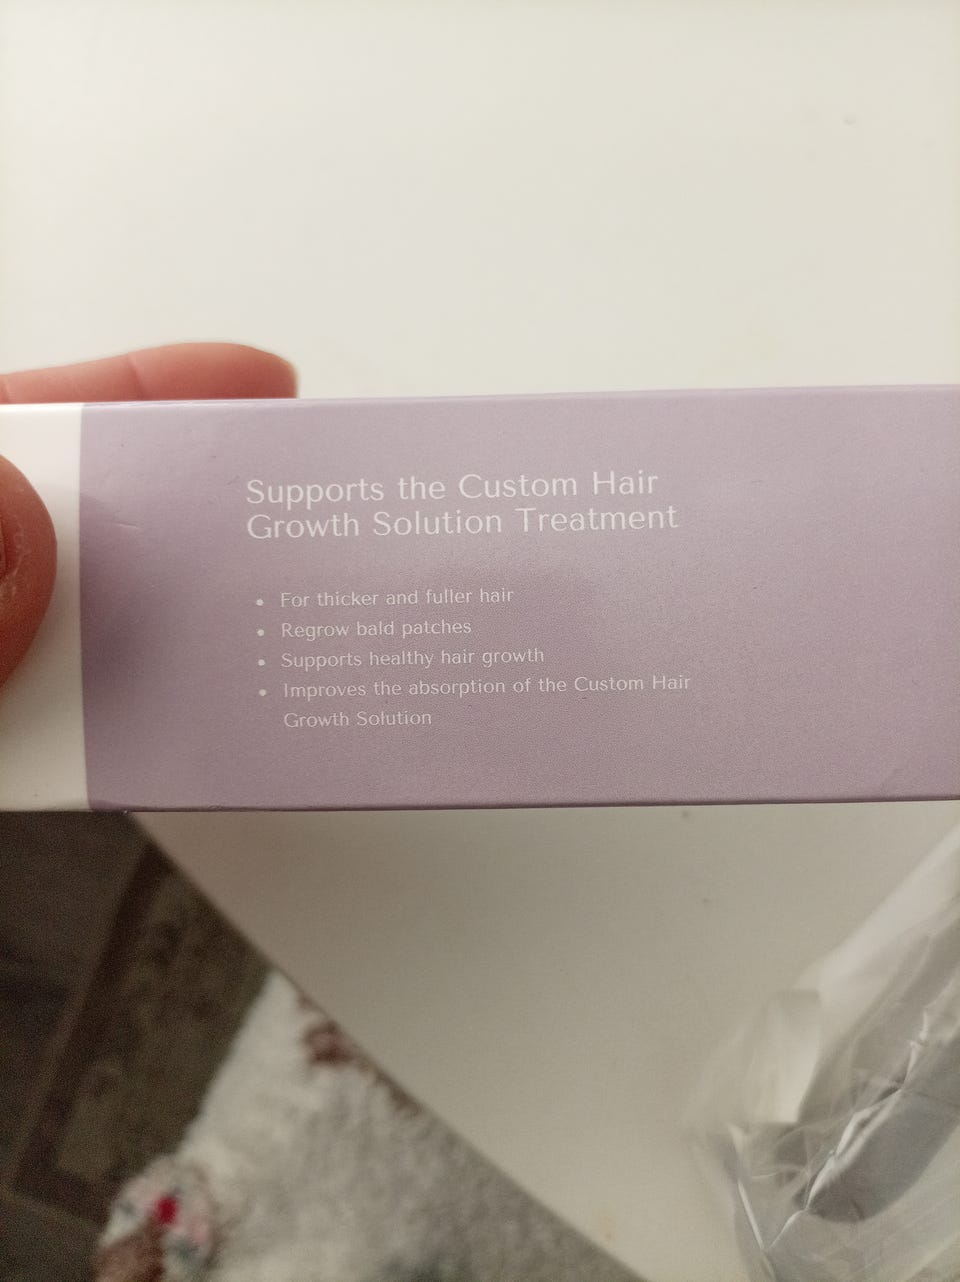 Supports the Custom Hair
Growth Solution Treatment
• For thicker and fuller hair
• Regrow bald patches
• Supports healthy hair growth
• Improves the absorption of the Custom Hair
Growth Solution